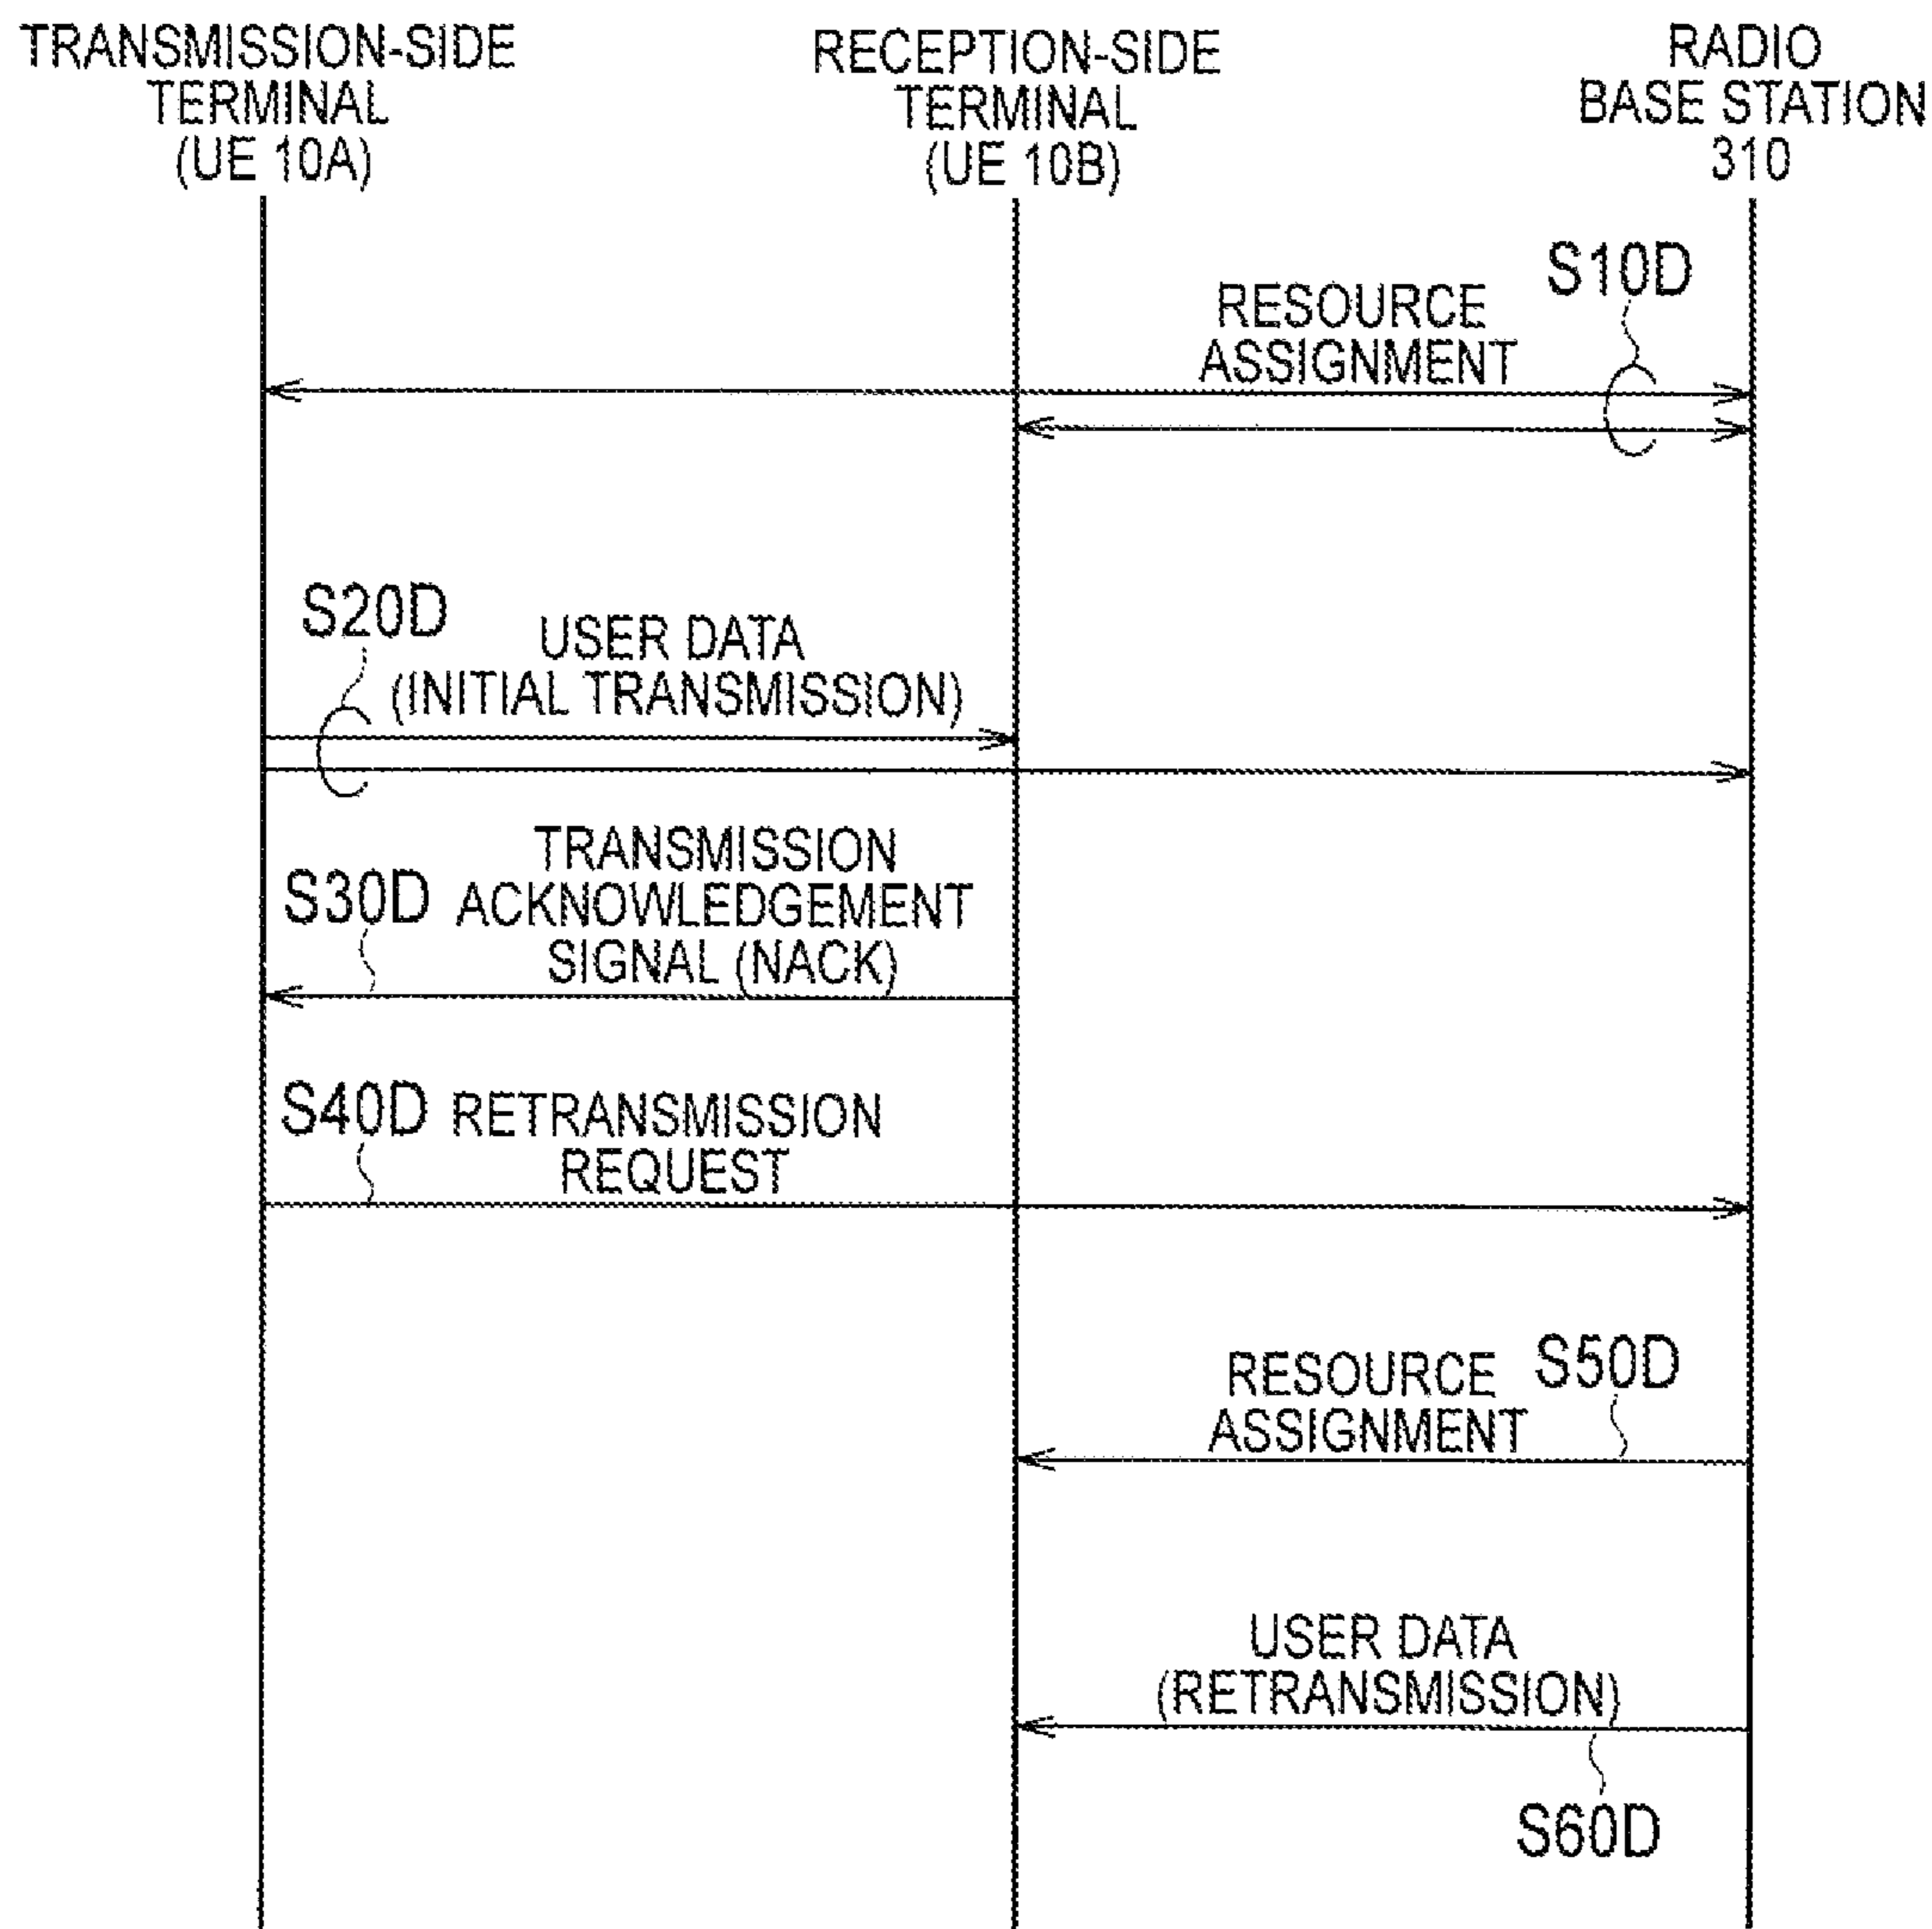 TRANSMISSION-SIDE
TERMINAL
(UE 10A)
RECEPTION-SIDE
TERMINAL
(UE 10B)
RADIO
BASE STATION
310
S10D
RESOURCE
ASSIGNMENT
S20D
USER DATA
(INITIAL TRANSMISSION)
TRANSMISSION
S30D ACKNOWLEDGEMENT
SIGNAL (NACK)
S40D RETRANSMISSION
REQUEST
RESOURCE S50D
ASSIGNMENT
USER DATA
(RETRANSMISSION)
S60D